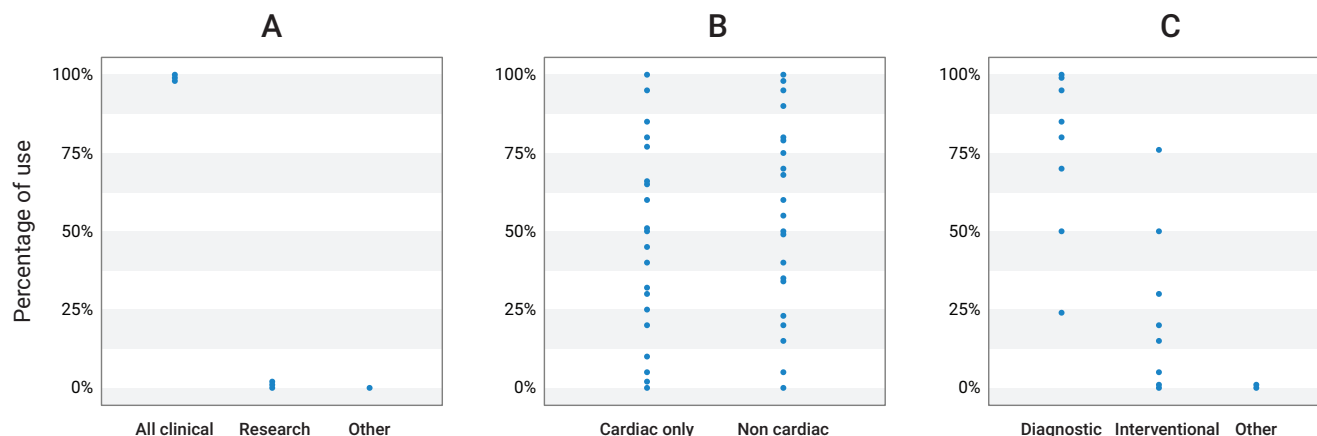 A
B
C
Percentage of use
100%
75%
50%
25%
0%
All clinical
Research
Other
100%
75%
50%
25%
0%
Cardiac only
Non cardiac
100%
75%
50%
25%
0%
Diagnostic
Interventional
Other